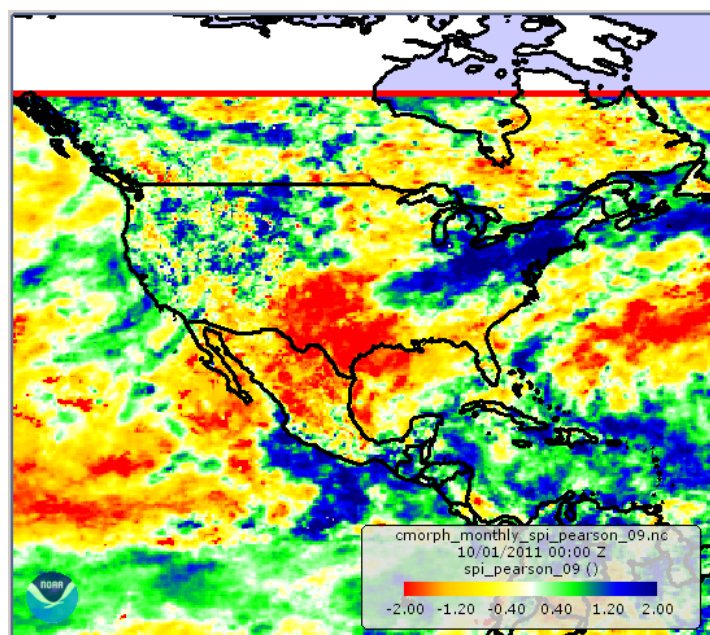 cmorph_monthly_spi_pearson_09.nc
10/01/2011 00:00 Z
spi_pearson_09 ()
-2.00 -1.20 -0.40 0.40 1.20 2.00
NOAA